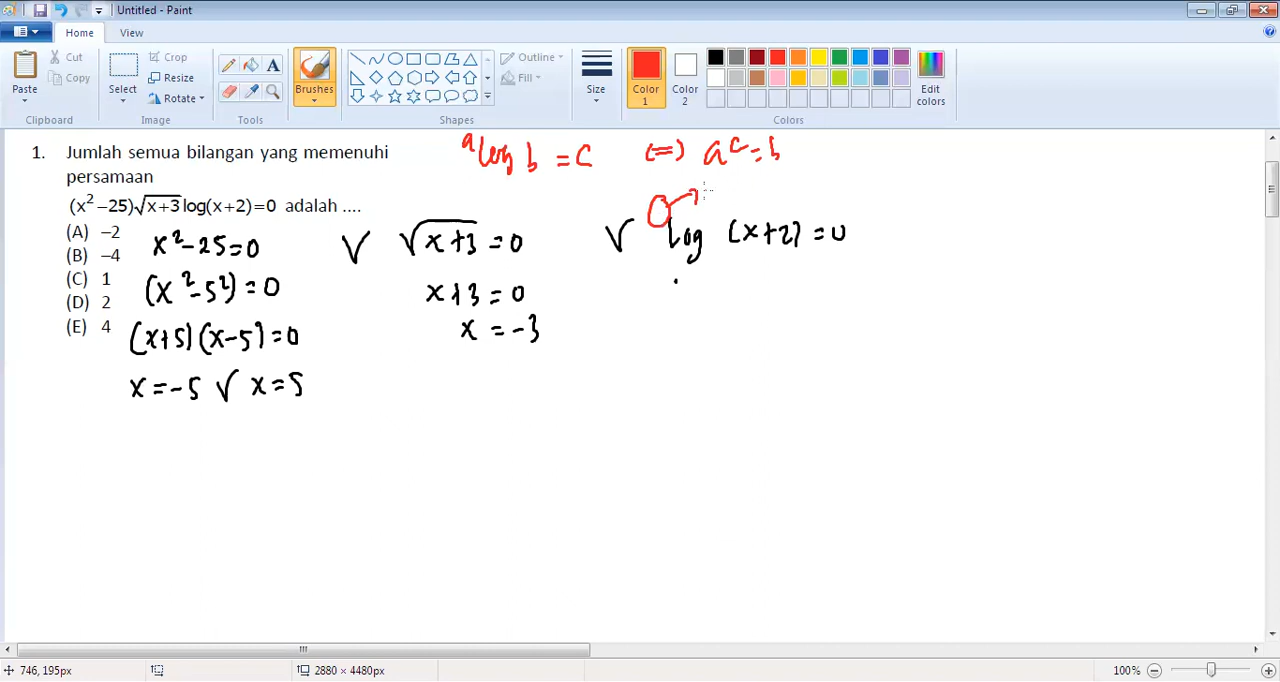 Untitled - Paint
Home View
Paste
Cut
Copy
Clipboard
Select
Crop
Resize
Rotate
Image
A
Tools
Brushes
Outline
Fill
Shapes
Size
Color 1
Color 2
Edit colors
Colors
1. Jumlah semua bilangan yang memenuhi
persamaan
(x²−25)√x+3 log(x+2)=0 adalah ....
(A) −2
(B) −4
(C) 1
(D) 2
(E) 4
ᵃlog b = c (=) aᶜ = b
x²-25=0 V √x+3 = 0 V log (x+2) = 0
(x²-5²) = 0 x+3 = 0
(x+5)(x-5)=0 x = -3
x = -5 V x = 5
746, 195px 2880 × 4480px 100%